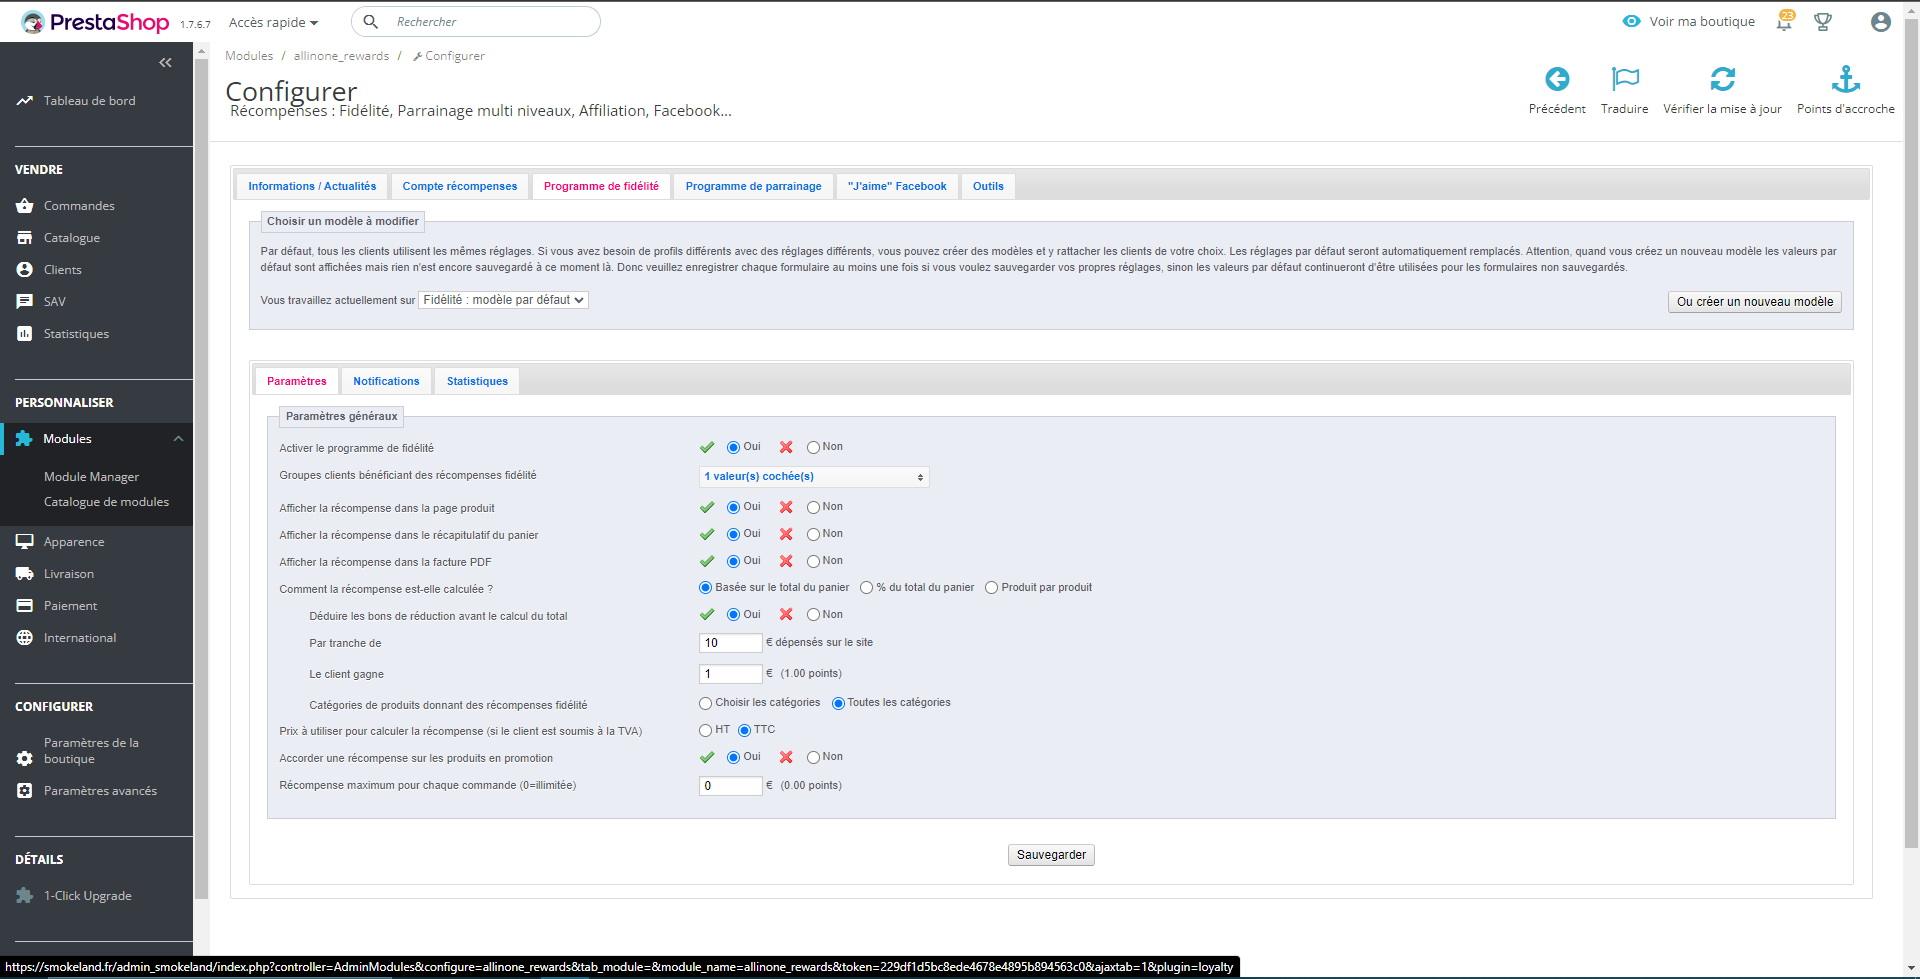 PrestaShop 1.7.6.7 Accès rapide Rechercher Voir ma boutique 23
Modules / allinone_rewards / Configurer
Configurer
Récompenses : Fidélité, Parrainage multi niveaux, Affiliation, Facebook...
Précédent Traduire Vérifier la mise à jour Points d'accroche
Tableau de bord
VENDRE
Commandes
Catalogue
Clients
SAV
Statistiques
PERSONNALISER
Modules
Module Manager
Catalogue de modules
Apparence
Livraison
Paiement
International
CONFIGURER
Paramètres de la
boutique
Paramètres avancés
DÉTAILS
1-Click Upgrade
Informations / Actualités Compte récompenses Programme de fidélité Programme de parrainage "J'aime" Facebook Outils
Choisir un modèle à modifier
Par défaut, tous les clients utilisent les mêmes réglages. Si vous avez besoin de profils différents avec des réglages différents, vous pouvez créer des modèles et y rattacher les clients de votre choix. Les réglages par défaut seront automatiquement remplacés. Attention, quand vous créez un nouveau modèle les valeurs par
défaut sont affichées mais rien n'est encore sauvegardé à ce moment là. Donc veuillez enregistrer chaque formulaire au moins une fois si vous voulez sauvegarder vos propres réglages, sinon les valeurs par défaut continueront d'être utilisées pour les formulaires non sauvegardés.
Vous travaillez actuellement sur Fidélité : modèle par défaut
Ou créer un nouveau modèle
Paramètres Notifications Statistiques
Paramètres généraux
Activer le programme de fidélité Oui Non
Groupes clients bénéficiant des récompenses fidélité 1 valeur(s) cochée(s)
Afficher la récompense dans la page produit Oui Non
Afficher la récompense dans le récapitulatif du panier Oui Non
Afficher la récompense dans la facture PDF Oui Non
Comment la récompense est-elle calculée ? Basée sur le total du panier % du total du panier Produit par produit
Déduire les bons de réduction avant le calcul du total Oui Non
Par tranche de 10 € dépensés sur le site
Le client gagne 1 € (1.00 points)
Catégories de produits donnant des récompenses fidélité Choisir les catégories Toutes les catégories
Prix à utiliser pour calculer la récompense (si le client est soumis à la TVA) HT TTC
Accorder une récompense sur les produits en promotion Oui Non
Récompense maximum pour chaque commande (0=illimitée) 0 € (0.00 points)
Sauvegarder
https://smokeland.fr/admin_smokeland/index.php?controller=AdminModules&configure=allinone_rewards&tab_module=&module_name=allinone_rewards&token=229df1d5bc8ede4678e4895b894563c0&ajaxtab=1&plugin=loyalty